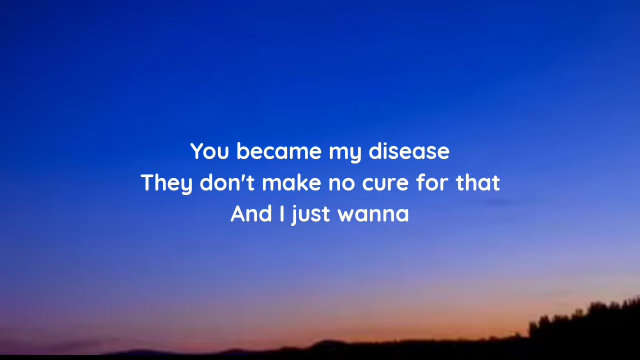 You became my disease
They don't make no cure for that
And I just wanna